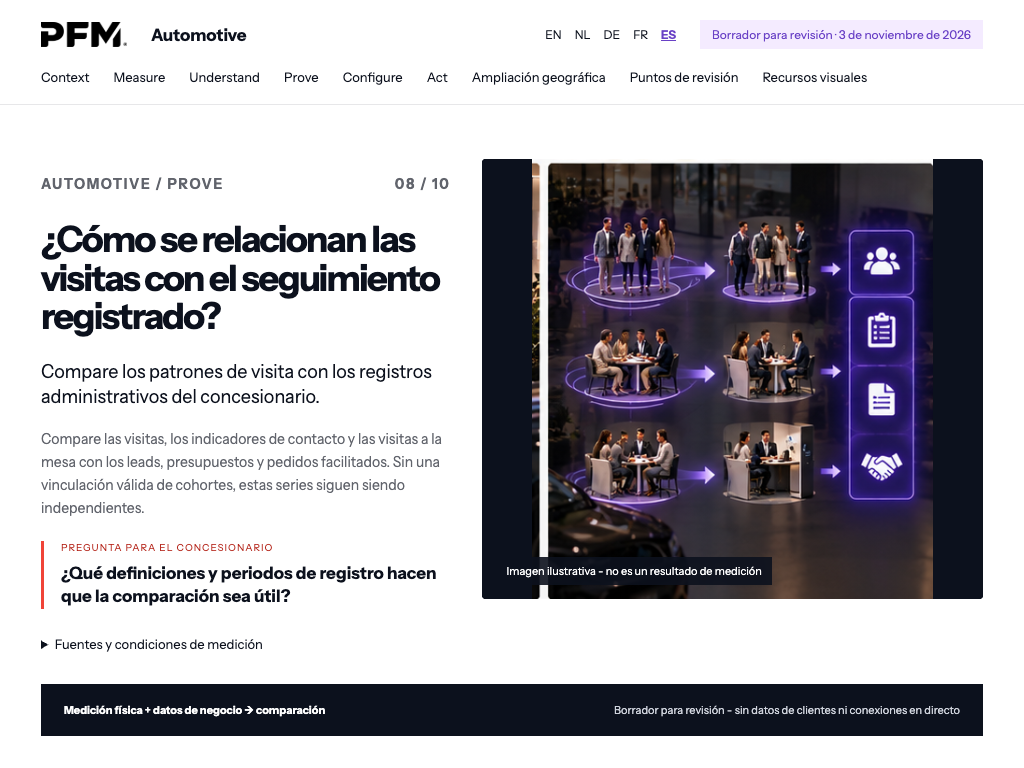 PFM.
Automotive
EN NL DE FR ES
Borrador para revisión · 3 de noviembre de 2026
Context Measure Understand Prove Configure Act Ampliación geográfica Puntos de revisión Recursos visuales
AUTOMOTIVE / PROVE
08 / 10
¿Cómo se relacionan las
visitas con el seguimiento
registrado?
Compare los patrones de visita con los registros
administrativos del concesionario.
Compare las visitas, los indicadores de contacto y las visitas a la
mesa con los leads, presupuestos y pedidos facilitados. Sin una
vinculación válida de cohortes, estas series siguen siendo
independientes.
PREGUNTA PARA EL CONCESIONARIO
¿Qué definiciones y periodos de registro hacen
que la comparación sea útil?
Fuentes y condiciones de medición
Imagen ilustrativa - no es un resultado de medición
Medición física + datos de negocio → comparación
Borrador para revisión - sin datos de clientes ni conexiones en directo